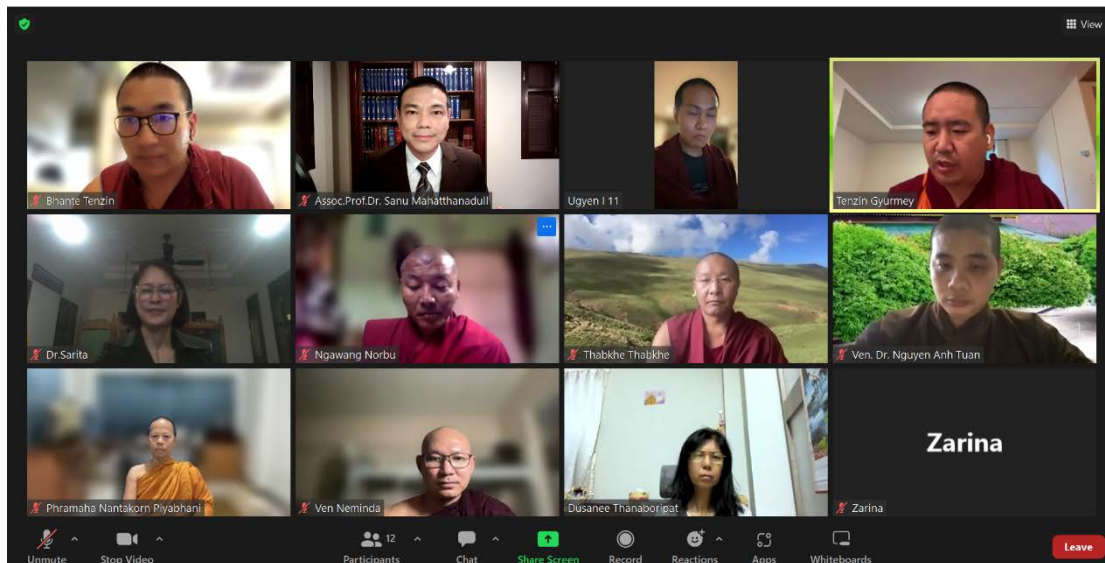 View
Bhante Tenzin
Assoc.Prof.Dr. Sanu Mahatthanadull
Ugyen I 11
Tenzin Gyurmey
Dr.Sarita
Ngawang Norbu
Thabkhe Thabkhe
Ven. Dr. Nguyen Anh Tuan
Phramaha Nantakorn Piyabhani
Ven Neminda
Dusanee Thanaboripat
Zarina
Zarina
Unmute
Stop Video
12
Participants
Chat
Share Screen
Record
Reactions
Apps
Whiteboards
Leave